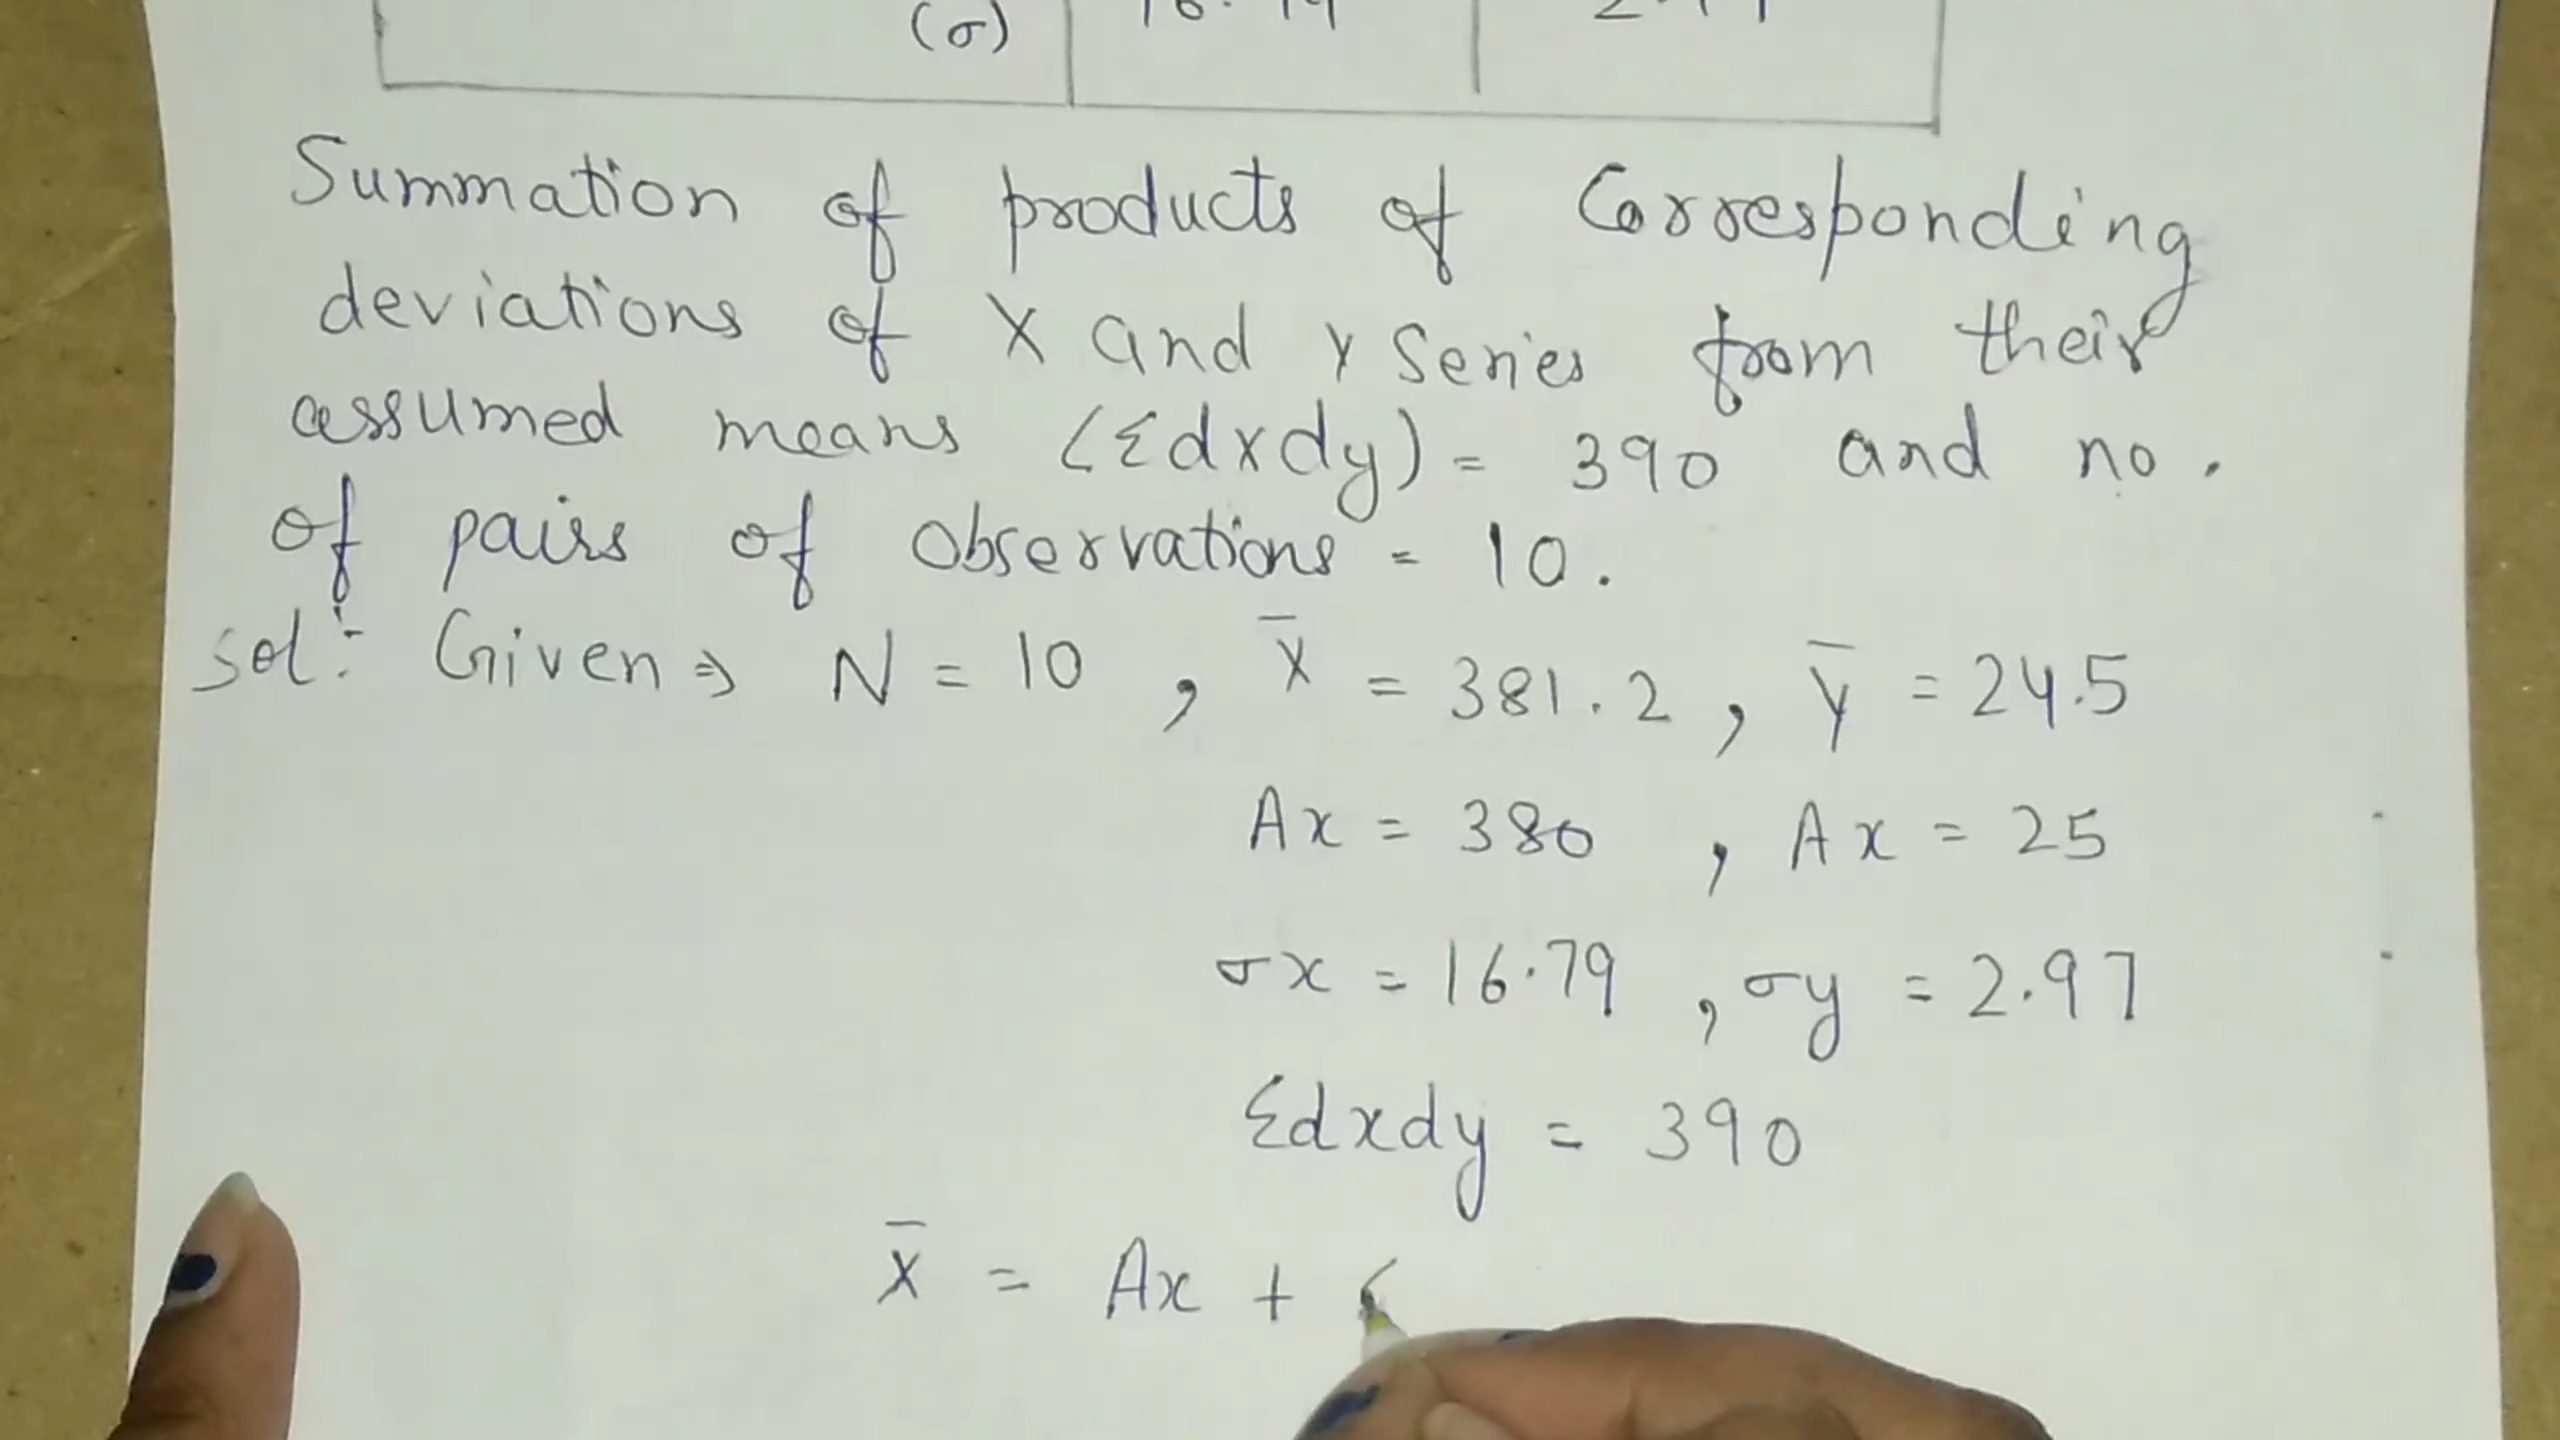 (σ)
Summation of products of Corresponding
deviations of X and Y series from their
assumed means (Σdxdy) = 390 and no.
of pairs of observations = 10.
Sol:- Given ⇒ N = 10 , X̅ = 381.2 , Y̅ = 24.5
Ax = 380 , Ax = 25
σx = 16.79 , σy = 2.97
Σdxdy = 390
X̅ = Ax +